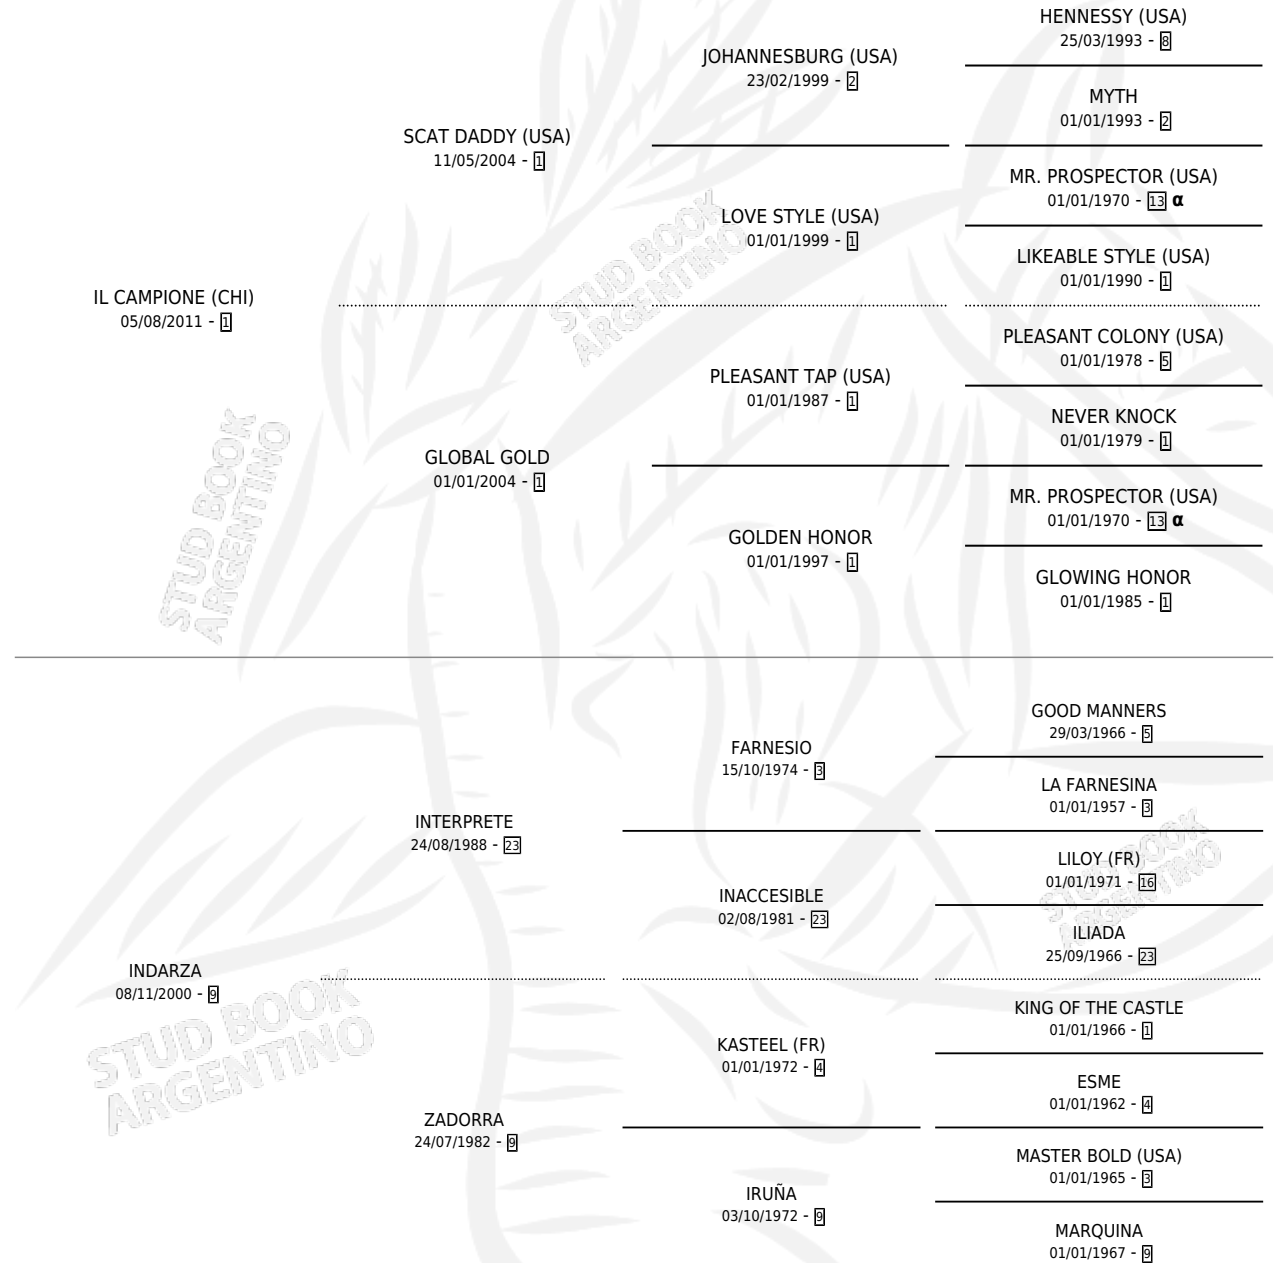 HENNESSY (USA)
25/03/1993 - 8
JOHANNESBURG (USA)
23/02/1999 - 2
MYTH
01/01/1993 - 2
SCAT DADDY (USA)
11/05/2004 - 1
MR. PROSPECTOR (USA)
01/01/1970 - 13 α
LOVE STYLE (USA)
01/01/1999 - 1
LIKEABLE STYLE (USA)
01/01/1990 - 1
IL CAMPIONE (CHI)
05/08/2011 - 1
PLEASANT COLONY (USA)
01/01/1978 - 5
PLEASANT TAP (USA)
01/01/1987 - 1
NEVER KNOCK
01/01/1979 - 1
GLOBAL GOLD
01/01/2004 - 1
MR. PROSPECTOR (USA)
01/01/1970 - 13 α
GOLDEN HONOR
01/01/1997 - 1
GLOWING HONOR
01/01/1985 - 1
GOOD MANNERS
29/03/1966 - 5
FARNESIO
15/10/1974 - 3
LA FARNESINA
01/01/1957 - 3
INTERPRETE
24/08/1988 - 23
LILOY (FR)
01/01/1971 - 16
INACCESIBLE
02/08/1981 - 23
ILIADA
25/09/1966 - 23
INDARZA
08/11/2000 - 9
KING OF THE CASTLE
01/01/1966 - 1
KASTEEL (FR)
01/01/1972 - 4
ESME
01/01/1962 - 4
ZADORRA
24/07/1982 - 9
MASTER BOLD (USA)
01/01/1965 - 3
IRUÑA
03/10/1972 - 9
MARQUINA
01/01/1967 - 9
STUD BOOK
ARGENTINO
STUD BOOK
ARGENTINO
STUD BOOK
ARGENTINO
STUD BOOK
ARGENTINO